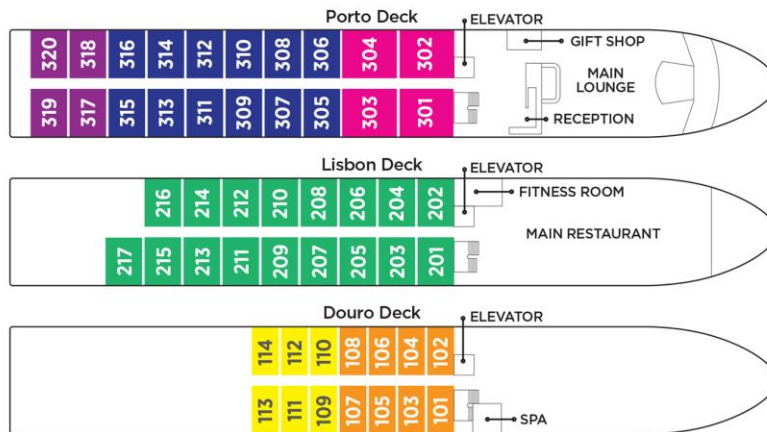 Porto Deck
ELEVATOR
320 318 316 314 312 310 308 306 304 302
GIFT SHOP
MAIN
LOUNGE
319 317 315 313 311 309 307 305 303 301
RECEPTION
Lisbon Deck
ELEVATOR
216 214 212 210 208 206 204 202
FITNESS ROOM
MAIN RESTAURANT
217 215 213 211 209 207 205 203 201
Douro Deck
ELEVATOR
114 112 110 108 106 104 102
113 111 109 107 105 103 101
SPA